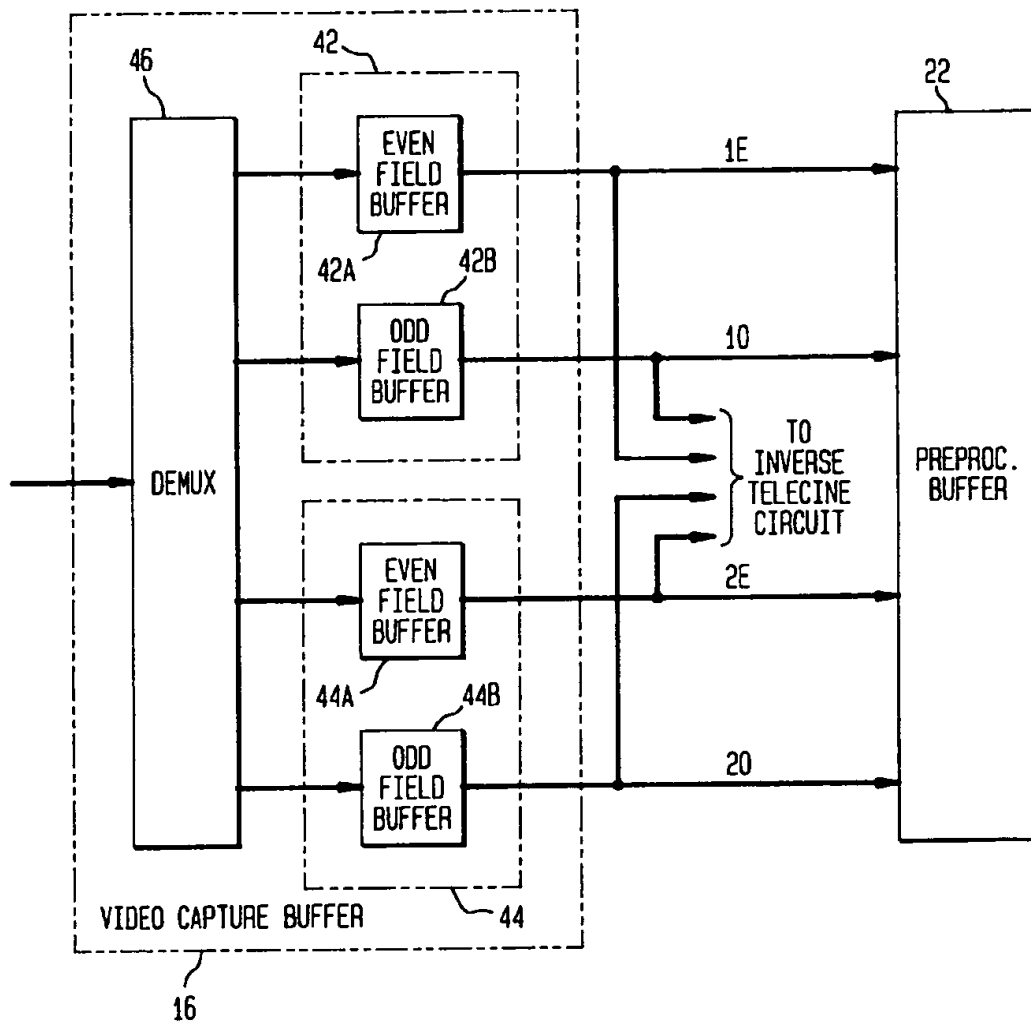 42
46
22
EVEN
FIELD
BUFFER
1E
42A
42B
ODD
FIELD
BUFFER
1O
DEMUX
TO
INVERSE
TELECINE
CIRCUIT
PREPROC.
BUFFER
EVEN
FIELD
BUFFER
2E
44A
44B
ODD
FIELD
BUFFER
2O
VIDEO CAPTURE BUFFER
44
16